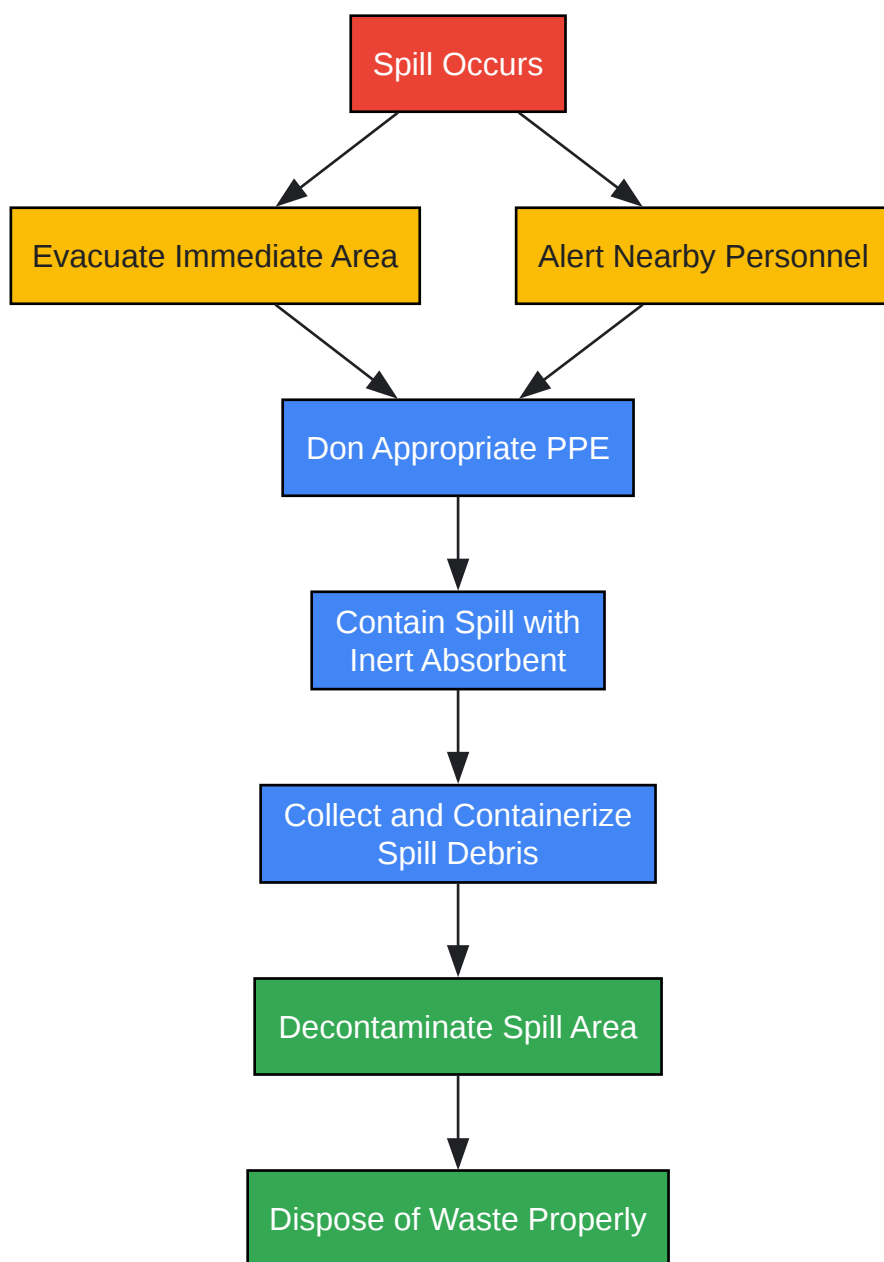 Spill Occurs
Evacuate Immediate Area
Alert Nearby Personnel
Don Appropriate PPE
Contain Spill with
Inert Absorbent
Collect and Containerize
Spill Debris
Decontaminate Spill Area
Dispose of Waste Properly